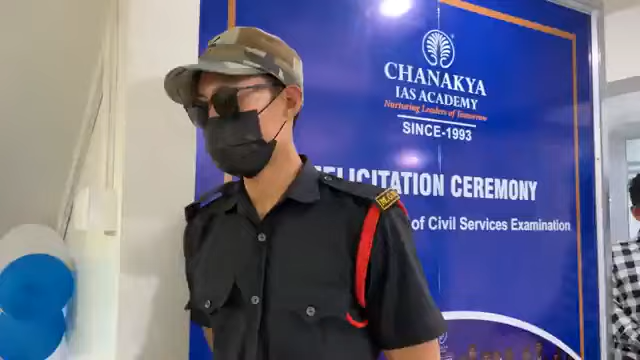 CHANAKYA
IAS ACADEMY
Nurturing Leaders of Tomorrow
SINCE-1993
FELICITATION CEREMONY
of Civil Services Examination